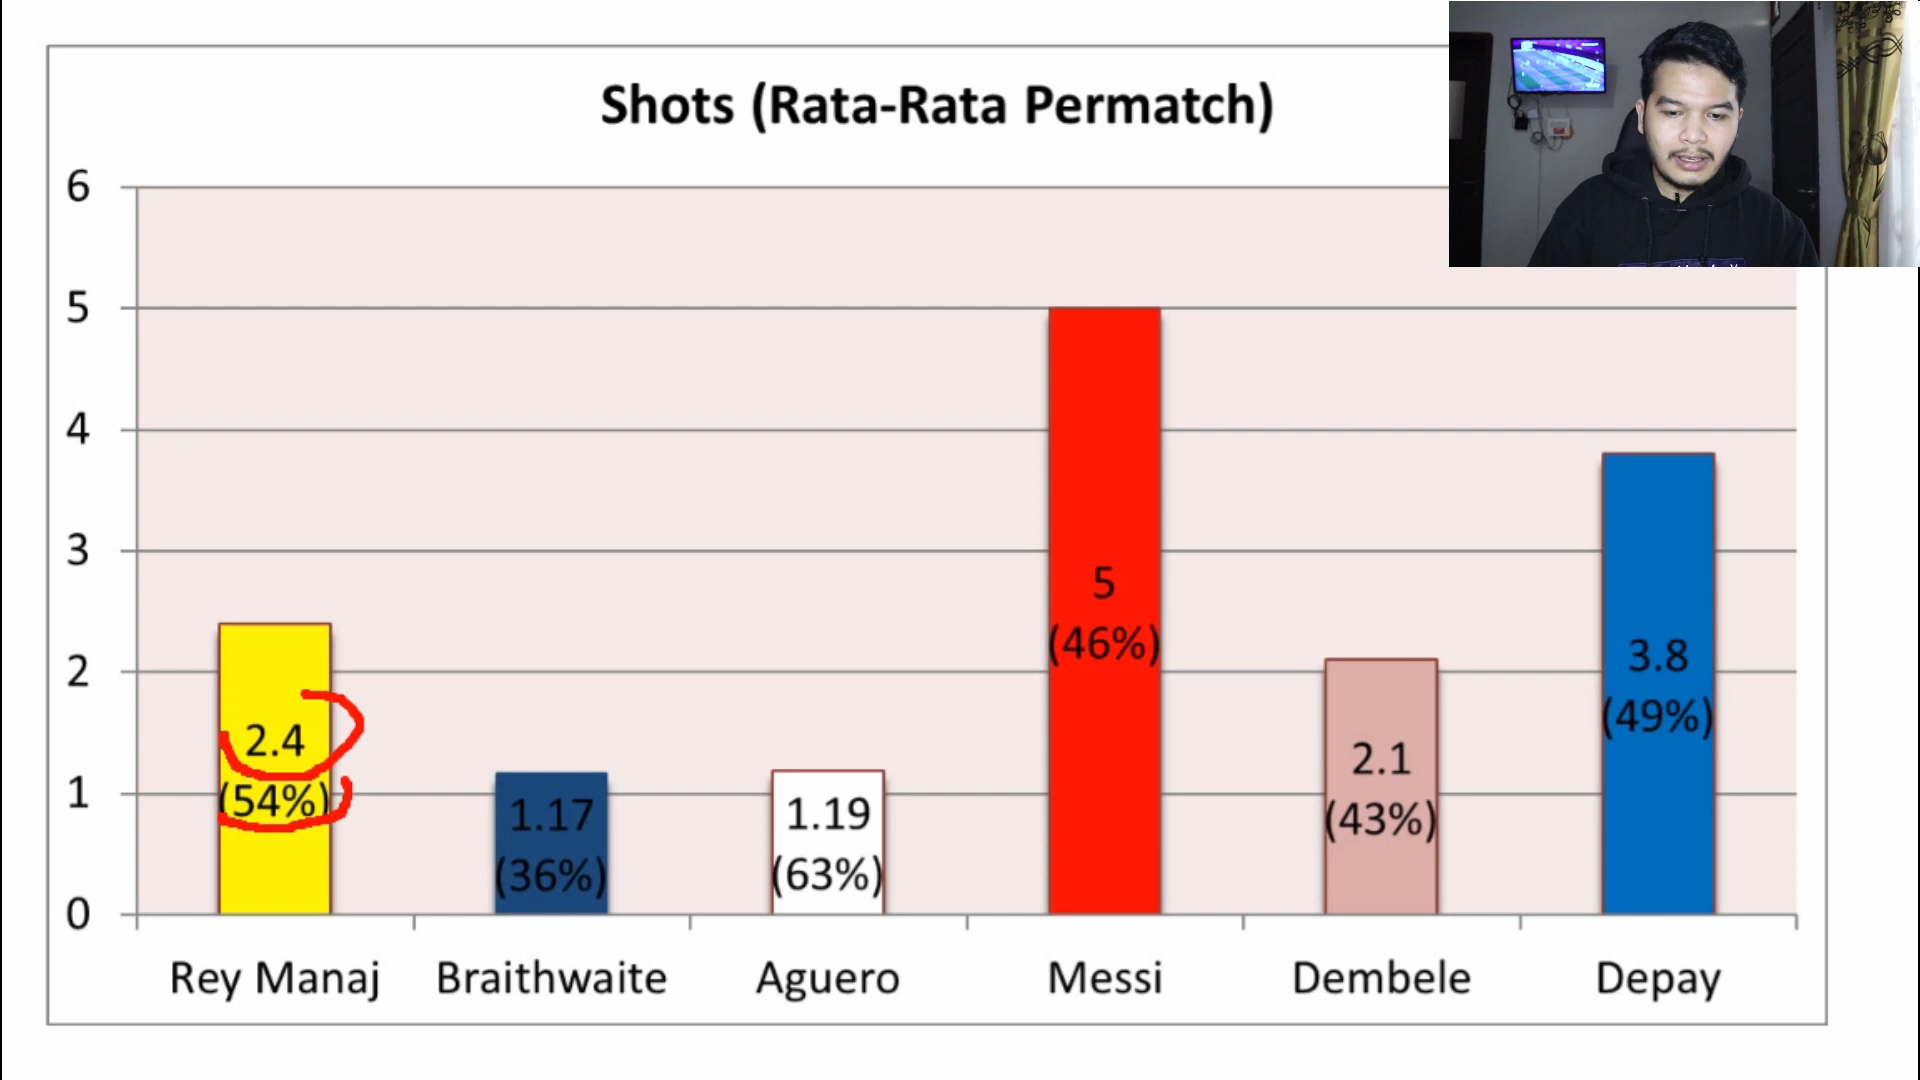 Shots (Rata-Rata Permatch)
6
5
4
3
2
1
0
2.4
(54%)
1.17
(36%)
1.19
(63%)
5
(46%)
2.1
(43%)
3.8
(49%)
Rey Manaj
Braithwaite
Aguero
Messi
Dembele
Depay